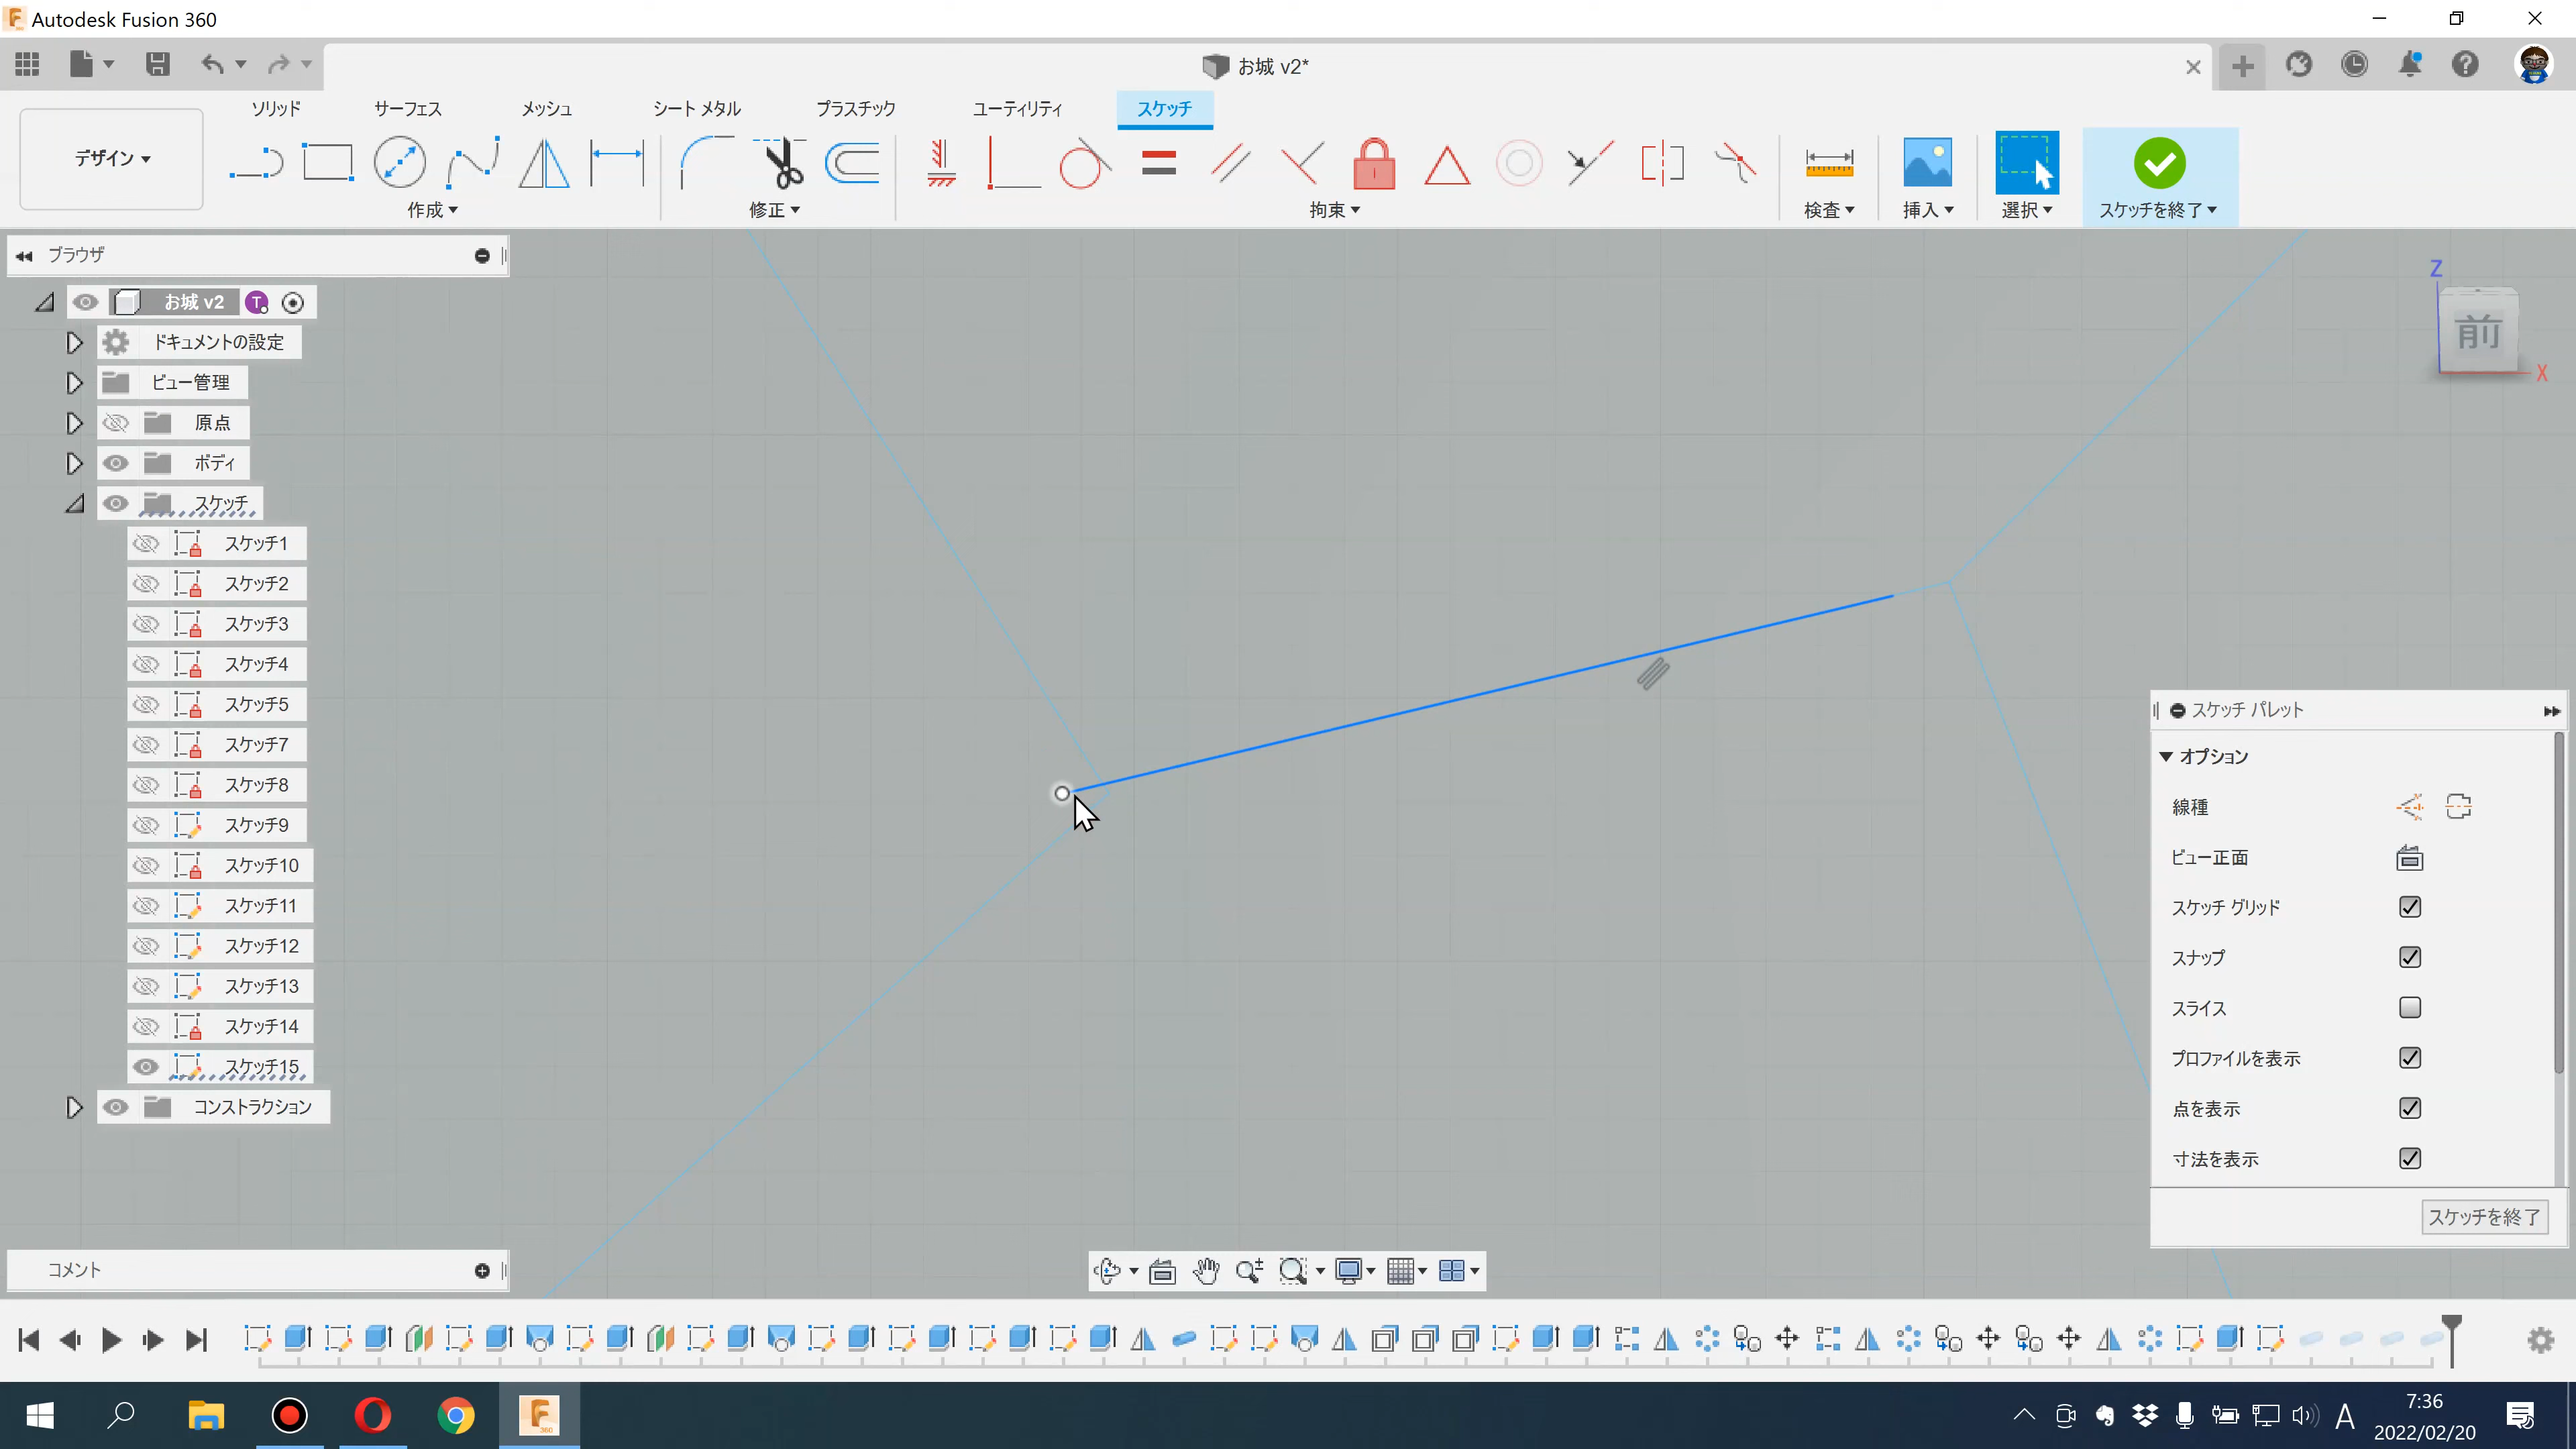 Autodesk Fusion 360
お城 v2*
ソリッド サーフェス メッシュ シート メタル プラスチック ユーティリティ スケッチ
デザイン
作成 修正 拘束 検査 挿入 選択 スケッチを終了
ブラウザ
お城 v2
ドキュメントの設定
ビュー管理
原点
ボディ
スケッチ
スケッチ1
スケッチ2
スケッチ3
スケッチ4
スケッチ5
スケッチ7
スケッチ8
スケッチ9
スケッチ10
スケッチ11
スケッチ12
スケッチ13
スケッチ14
スケッチ15
コンストラクション
コメント
Z
前
X
スケッチ パレット
オプション
線種
ビュー正面
スケッチ グリッド
スナップ
スライス
プロファイルを表示
点を表示
寸法を表示
スケッチを終了
A
7:36
2022/02/20